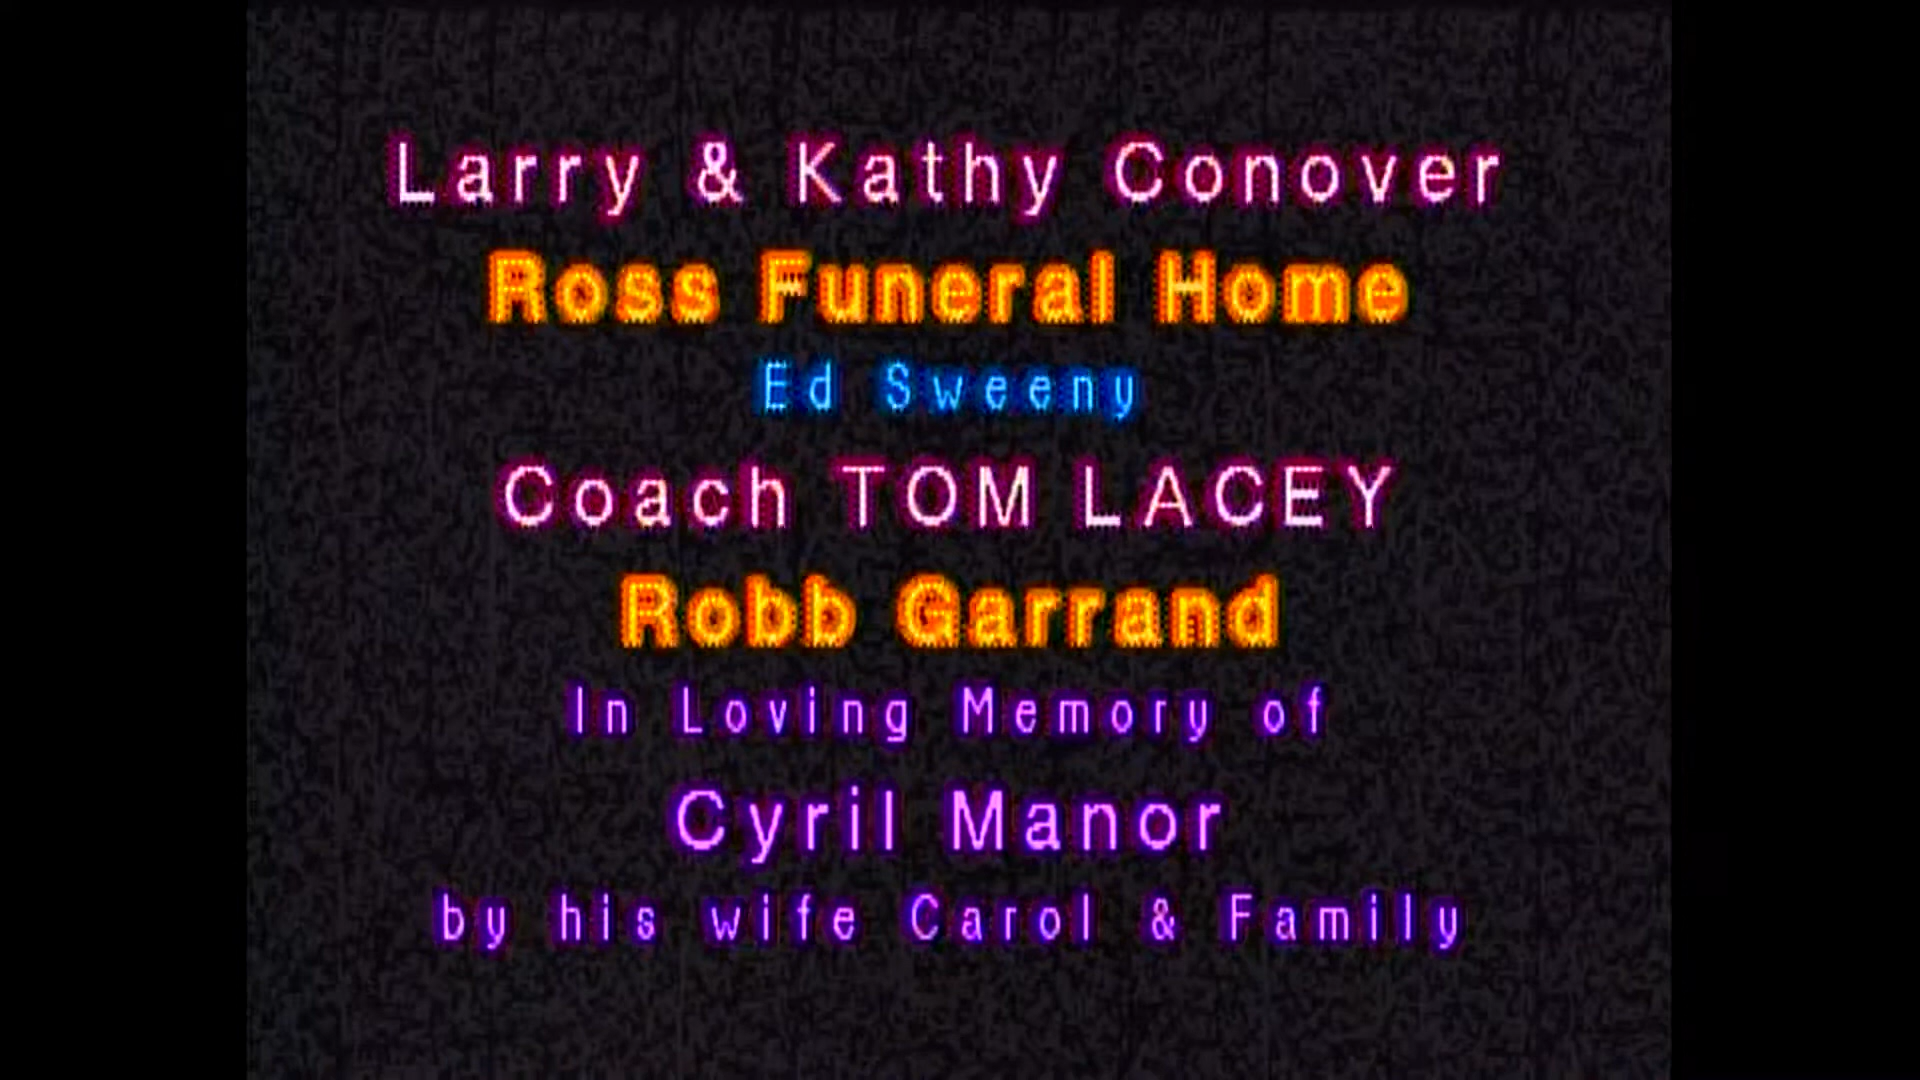 Larry & Kathy Conover
Ross Funeral Home
Ed Sweeny
Coach TOM LACEY
Robb Garrand
In Loving Memory of
Cyril Manor
by his wife Carol & Family